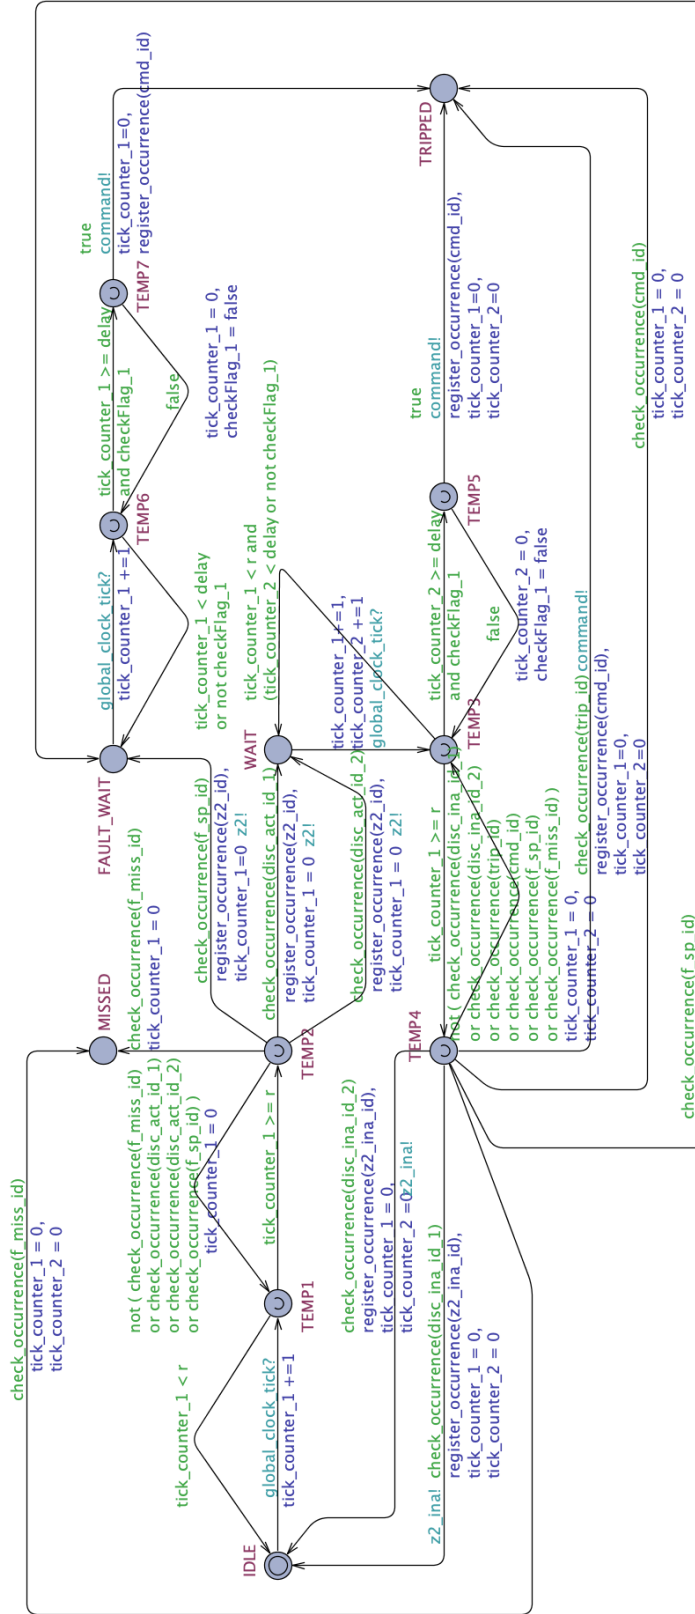 check_occurrence(f_miss_id)
tick_counter_1 = 0,
tick_counter_2 = 0
MISSED
check_occurrence(f_miss_id)
tick_counter_1 = 0
FAULT_WAIT
global_clock_tick?
tick_counter_1 +=1
TEMP6
tick_counter_1 >= delay
and checkFlag_1
TEMP7
true
command!
tick_counter_1=0,
register_occurrence(cmd_id)
false
tick_counter_1 = 0,
checkFlag_1 = false
tick_counter_1 < delay
or not checkFlag_1
not ( check_occurrence(f_miss_id)
or check_occurrence(disc_act_id_1)
or check_occurrence(disc_act_id_2)
or check_occurrence(f_sp_id) )
tick_counter_1 = 0
check_occurrence(f_sp_id)
register_occurrence(z2_id),
tick_counter_1=0 z2!
tick_counter_1 < r
IDLE
global_clock_tick?
tick_counter_1 +=1
TEMP1
tick_counter_1 >= r
TEMP2
check_occurrence(disc_act_id_1)
register_occurrence(z2_id),
tick_counter_1 = 0 z2!
WAIT
tick_counter_1 < r and
(tick_counter_2 < delay or not checkFlag_1)
check_occurrence(disc_act_id_2)
register_occurrence(z2_id),
tick_counter_1 = 0 z2!
tick_counter_1+=1,
tick_counter_2 +=1
global_clock_tick?
check_occurrence(disc_ina_id_2)
register_occurrence(z2_ina_id),
tick_counter_1 = 0,
tick_counter_2 =0
z2_ina!
TEMP4
tick_counter_1 >= r
TEMP3
tick_counter_2 >= delay
and checkFlag_1
TEMP5
true
command!
register_occurrence(cmd_id),
tick_counter_1=0,
tick_counter_2=0
TRIPPED
false
tick_counter_2 = 0,
checkFlag_1 = false
z2_ina!
check_occurrence(disc_ina_id_1)
register_occurrence(z2_ina_id),
tick_counter_1 = 0,
tick_counter_2 = 0
not ( check_occurrence(disc_ina_id_1)
or check_occurrence(disc_ina_id_2)
or check_occurrence(trip_id)
or check_occurrence(cmd_id)
or check_occurrence(f_sp_id)
or check_occurrence(f_miss_id) )
tick_counter_1 = 0,
tick_counter_2 = 0
check_occurrence(trip_id)
command!
register_occurrence(cmd_id),
tick_counter_1=0,
tick_counter_2=0
check_occurrence(cmd_id)
tick_counter_1 = 0,
tick_counter_2 = 0
check_occurrence(f_sp_id)